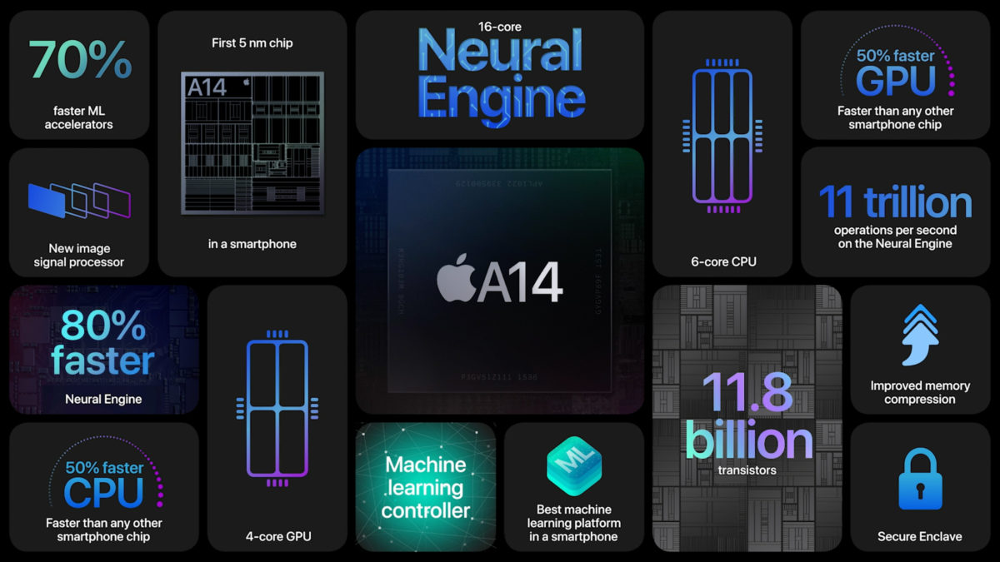 70%
faster ML
accelerators
First 5 nm chip
A14
in a smartphone
16-core
Neural
Engine
6-core CPU
50% faster
GPU
Faster than any other
smartphone chip
New image
signal processor
A14
11 trillion
operations per second
on the Neural Engine
80%
faster
Neural Engine
4-core GPU
11.8
billion
transistors
Improved memory
compression
50% faster
CPU
Faster than any other
smartphone chip
Machine
learning
controller
ML
Best machine
learning platform
in a smartphone
Secure Enclave